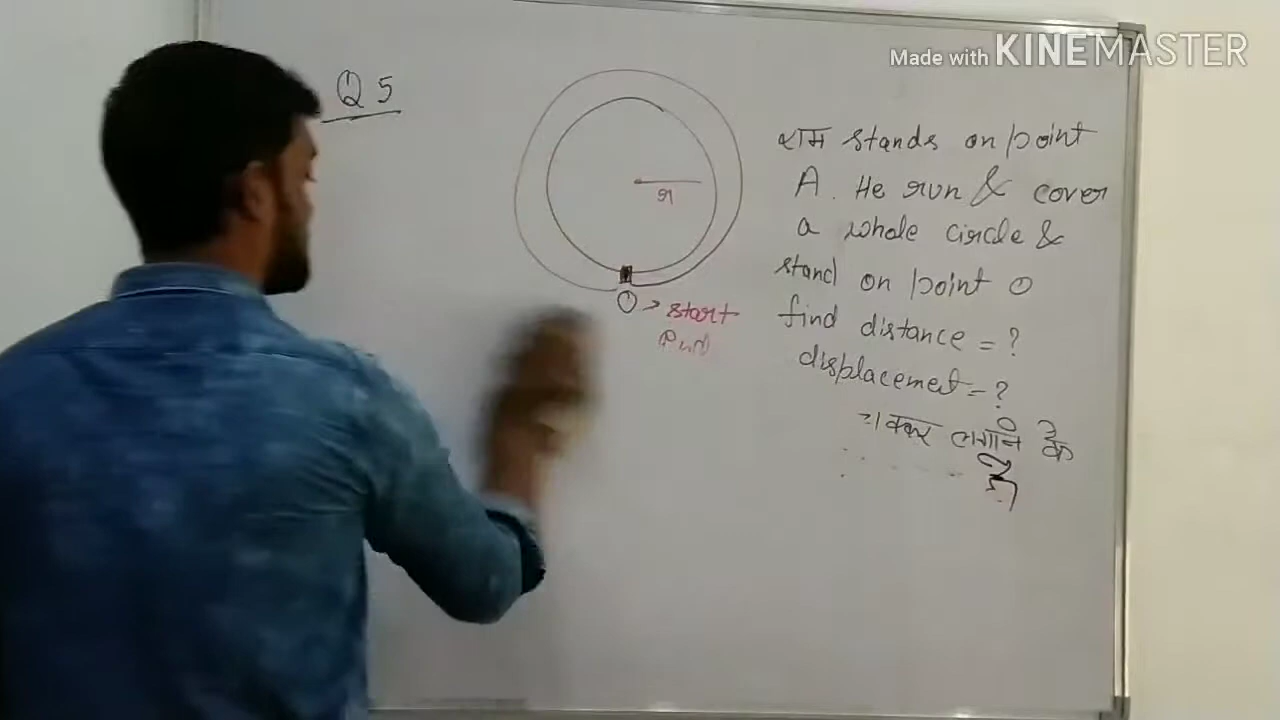 Made with KINEMASTER
Q 5
राम stands on point
A. He run & cover
a whole circle &
stand on point O
find distance = ?
displacement = ?
चक्कर लगाने के
r
O → start
end